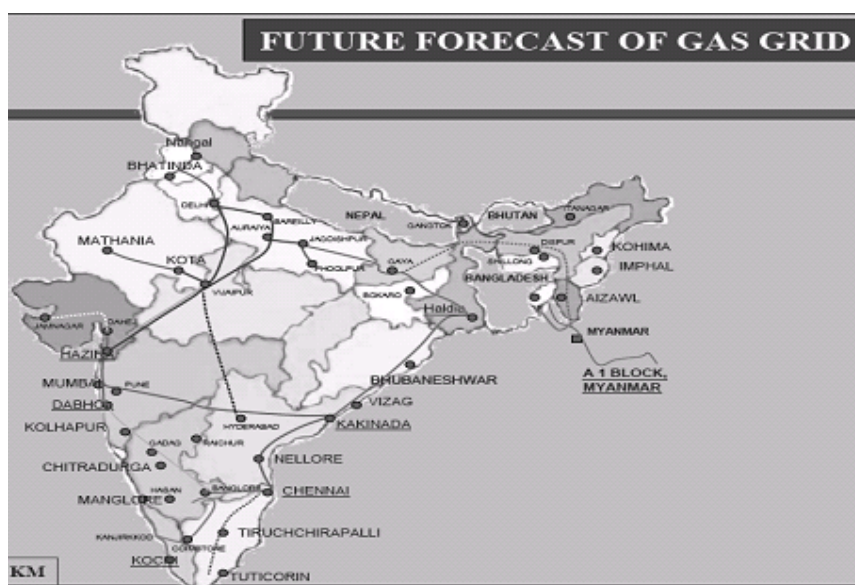 FUTURE FORECAST OF GAS GRID
Nangal
BHATINDA
DELHI
BAREILLY
AURAIYA
JAGDISHPUR
MATHANIA
KOTA
PHOOLPUR
GAYA
VIJAIPUR
BOKARO
NEPAL
GANGTOK
BHUTAN
ITANAGAR
DISPUR
KOHIMA
SHILLONG
IMPHAL
BANGLADESH
AIZAWL
Haldia
MYANMAR
A 1 BLOCK,
MYANMAR
JAMNAGAR
DAHEJ
HAZIRA
BHUBANESHWAR
MUMBAI
PUNE
DABHOL
VIZAG
KOLHAPUR
HYDERABAD
KAKINADA
GADAG
RAICHUR
CHITRADURGA
NELLORE
HASAN
BANGLORE
CHENNAI
MANGLORE
KANJIRKKOD
COIMBTORE
TIRUCHCHIRAPALLI
KOCHI
TUTICORIN
KM